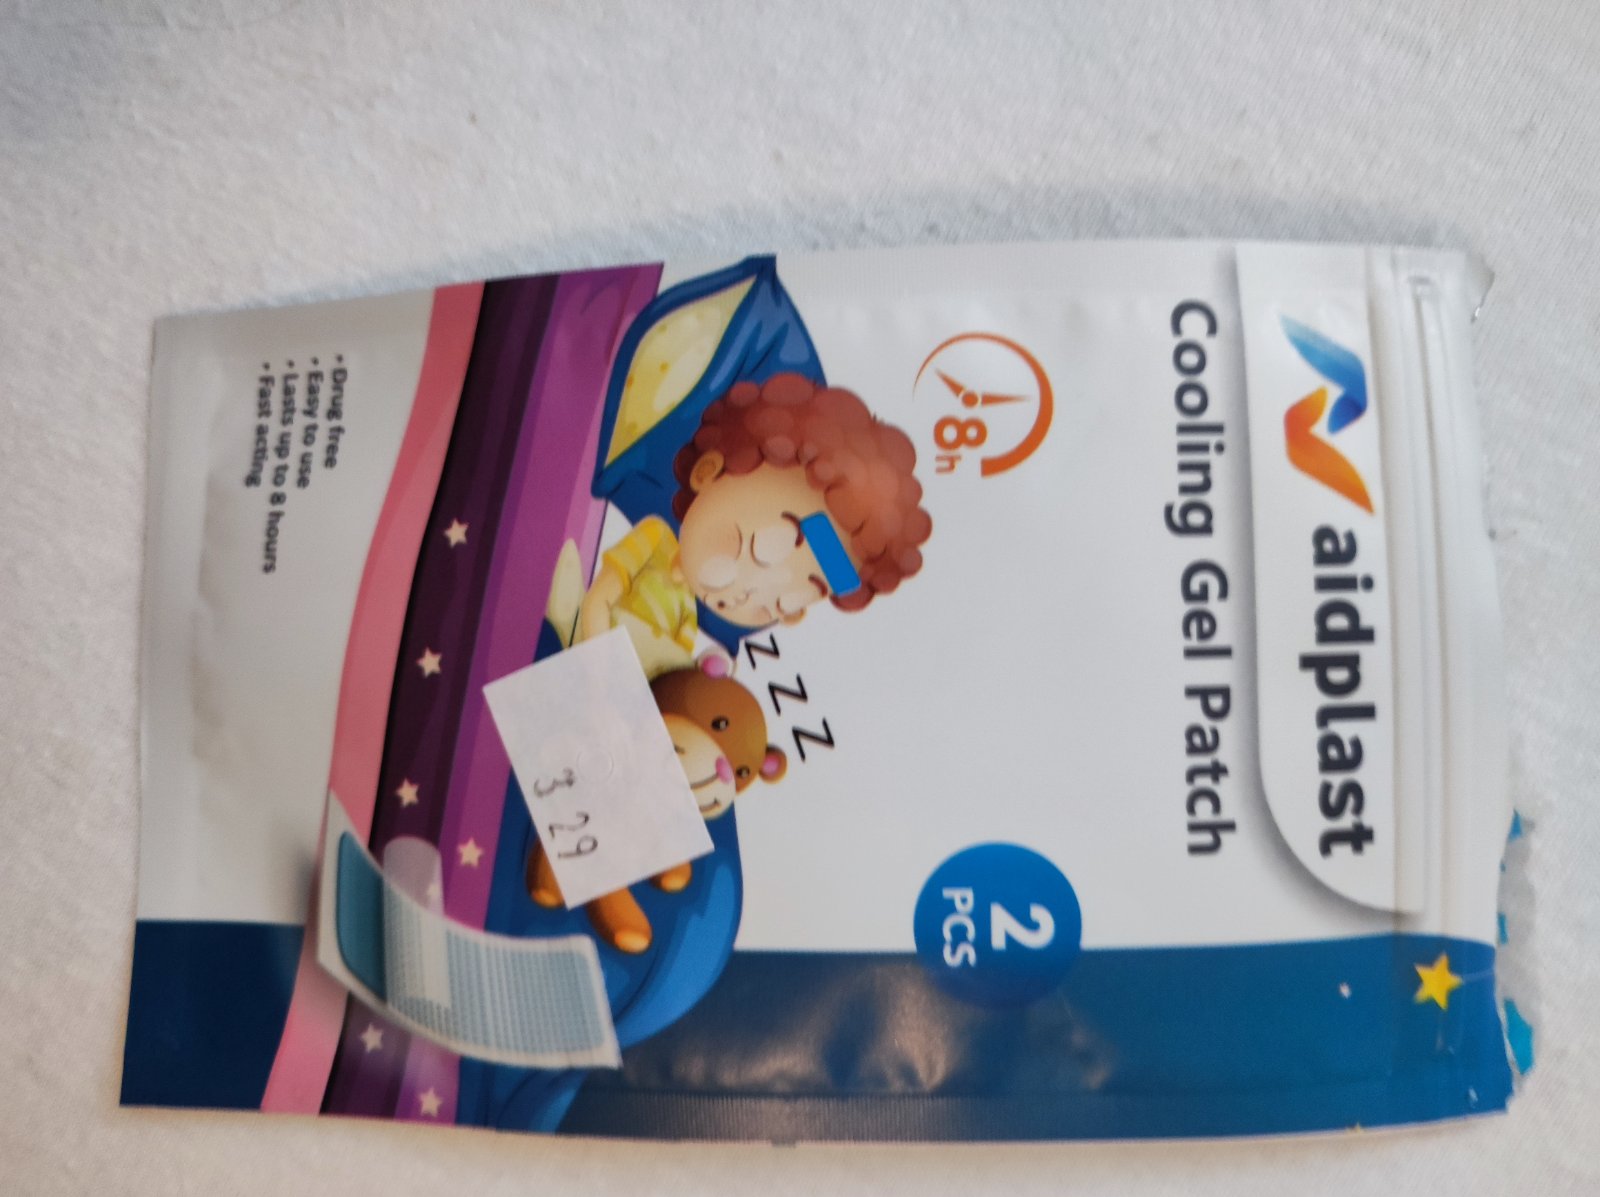 aidplast
Cooling Gel Patch
8h
2
PCS
z z z
3 29
• Drug free
• Easy to use
• Lasts up to 8 hours
• Fast acting